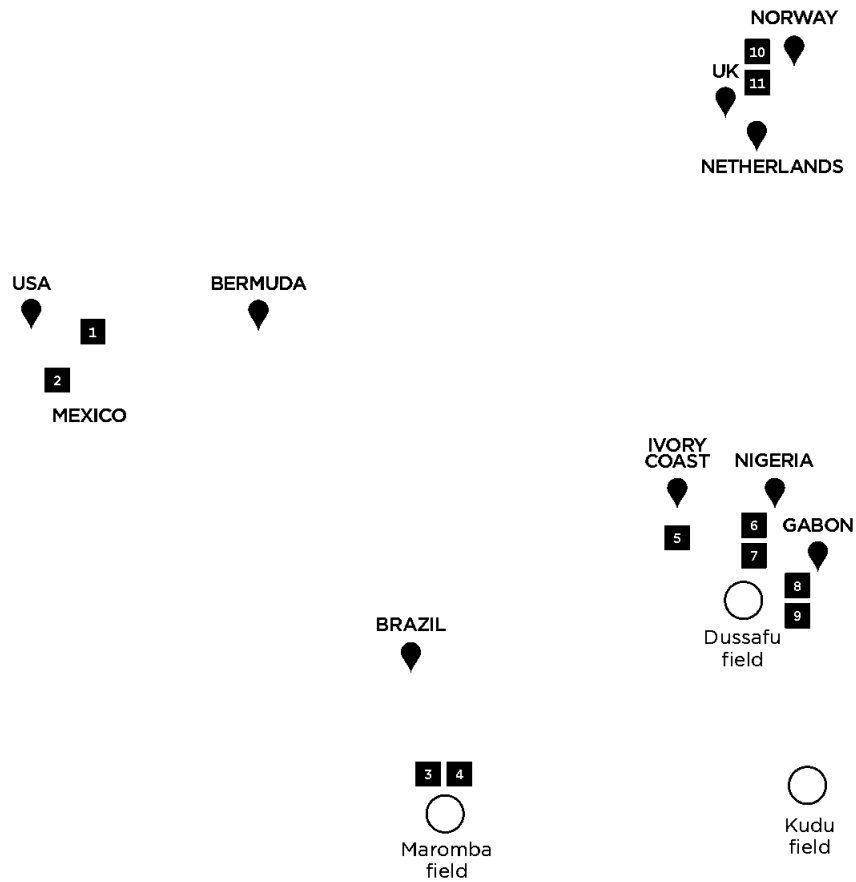 NORWAY
10
UK
11
NETHERLANDS
USA
BERMUDA
1
2
MEXICO
IVORY
COAST
NIGERIA
6
GABON
5
7
8
9
Dussafu
field
BRAZIL
3 4
Maromba
field
Kudu
field